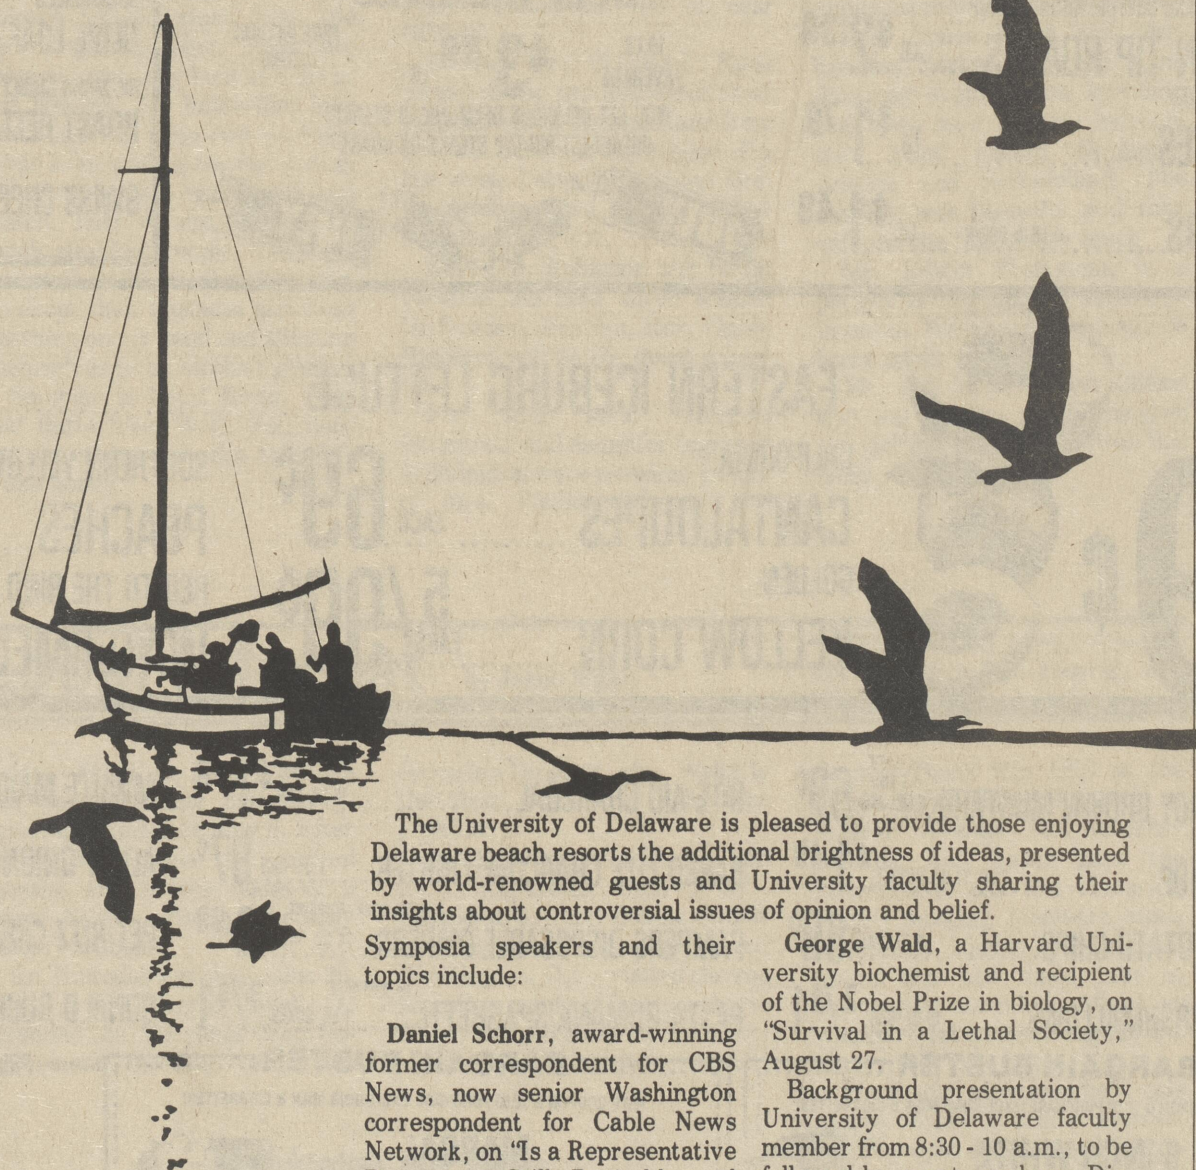 The University of Delaware is pleased to provide those enjoying
Delaware beach resorts the additional brightness of ideas, presented
by world-renowned guests and University faculty sharing their
insights about controversial issues of opinion and belief.
Symposia speakers and their
topics include:
Daniel Schorr, award-winning
former correspondent for CBS
News, now senior Washington
correspondent for Cable News
Network, on “Is a Representative
George Wald, a Harvard Uni-
versity biochemist and recipient
of the Nobel Prize in biology, on
“Survival in a Lethal Society,”
August 27.
Background presentation by
University of Delaware faculty
member from 8:30 - 10 a.m., to be